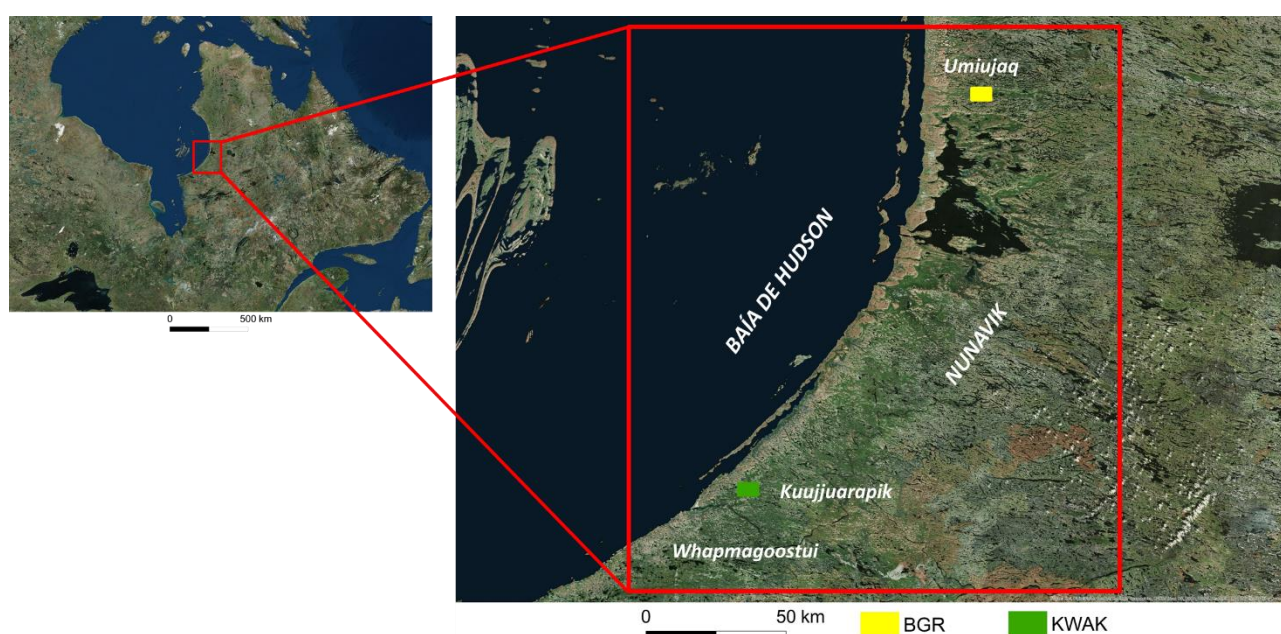 0 500 km
Umiujaq
BAÍA DE HUDSON
NUNAVIK
Kuujjuarapik
Whapmagoostui
0 50 km
BGR
KWAK